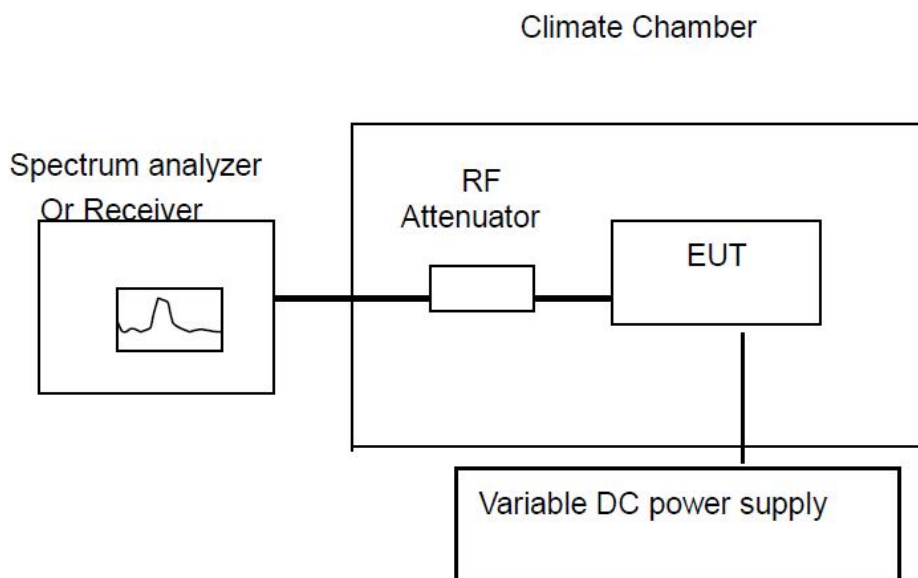 Climate Chamber
Spectrum analyzer
Or Receiver
RF
Attenuator
EUT
Variable DC power supply